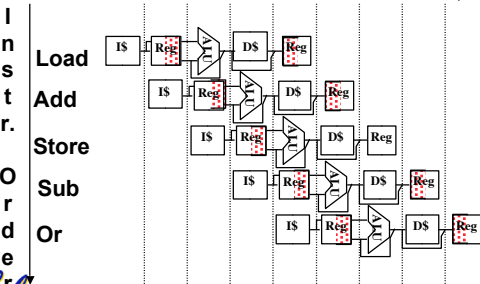 Instr. Order
Load I$ Reg ALU D$ Reg
Add I$ Reg ALU D$ Reg
Store I$ Reg ALU D$ Reg
Sub I$ Reg ALU D$ Reg
Or I$ Reg ALU D$ Reg